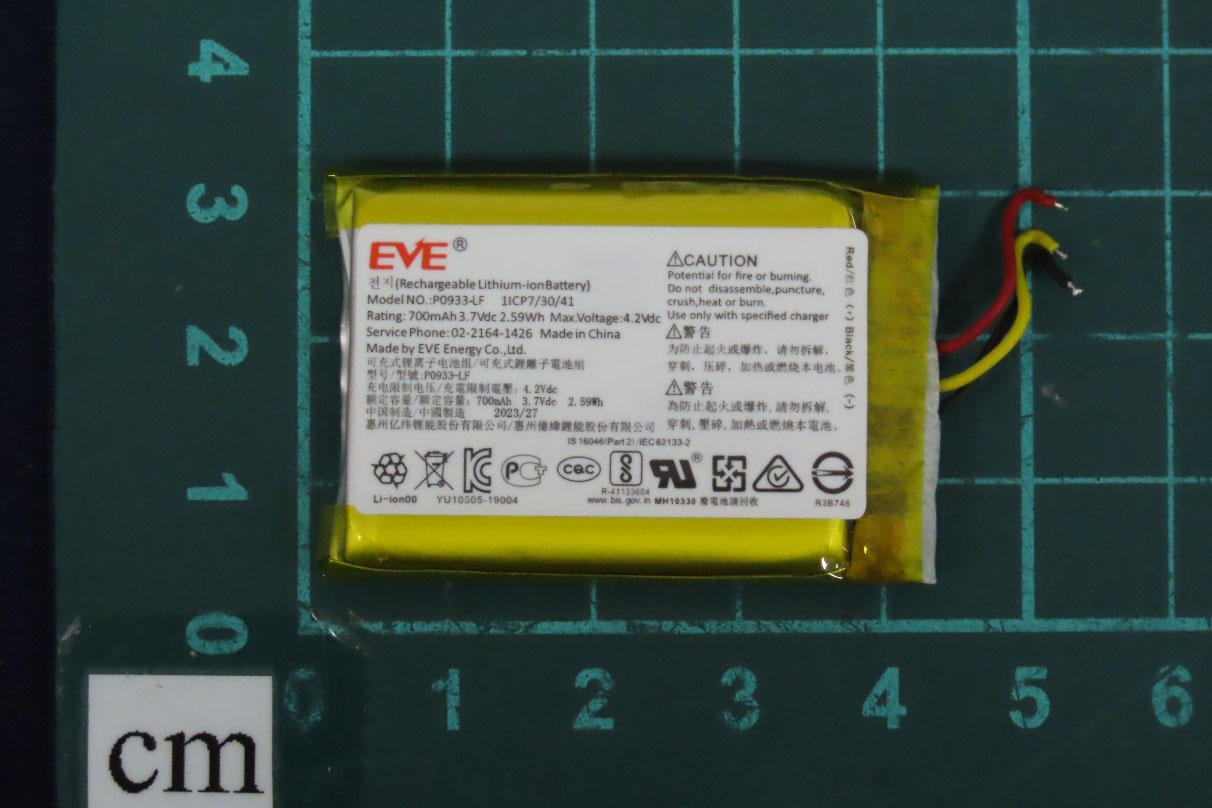 4
3
2
1
0
EVE®
전지(Rechargeable Lithium-ionBattery)
Model NO.:P0933-LF 1ICP7/30/41
Rating:700mAh 3.7Vdc 2.59Wh Max.Voltage:4.2Vdc
Service Phone: 02-2164-1426 Made in China
Made by EVE Energy Co.,Ltd.
可充式锂离子电池组/可充式鋰離子電池組
型号/型號:P0933-LF
充电限制电压/充電限制電壓: 4.2Vdc
额定容量/額定容量: 700mAh 3.7Vdc 2.59Wh
中国制造/中國製造 2023/27
惠州亿纬锂能股份有限公司/惠州億緯鋰能股份有限公司
⚠CAUTION
Potential for fire or burning.
Do not disassemble,puncture,
crush,heat or burn.
Use only with specified charger
⚠警告
为防止起火或爆炸，请勿拆解，
穿刺，压碎，加热或燃烧本电池。
⚠警告
為防止起火或爆炸,請勿拆解,
穿刺,壓碎,加熱或燃燒本電池。
Red/红色 (+) Black/黑色 (-)
IS 16046(Part 2)/IEC 62133-2
Li-ion00
YU10505-19004
PC
CQC
R-41133604
www.bis.gov.in
MH10330
廢電池請回收
R3B748
0 1 2 3 4 5 6
cm